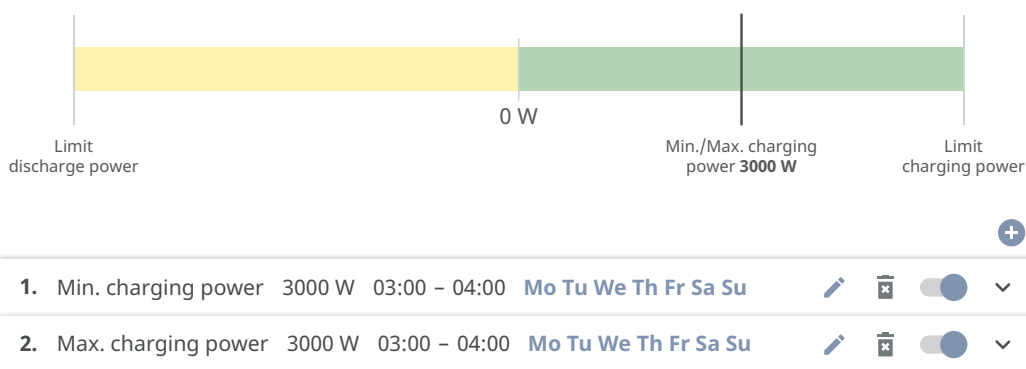 0 W
Limit
discharge power
Min./Max. charging
power 3000 W
Limit
charging power
1. Min. charging power 3000 W 03:00 – 04:00 Mo Tu We Th Fr Sa Su
2. Max. charging power 3000 W 03:00 – 04:00 Mo Tu We Th Fr Sa Su